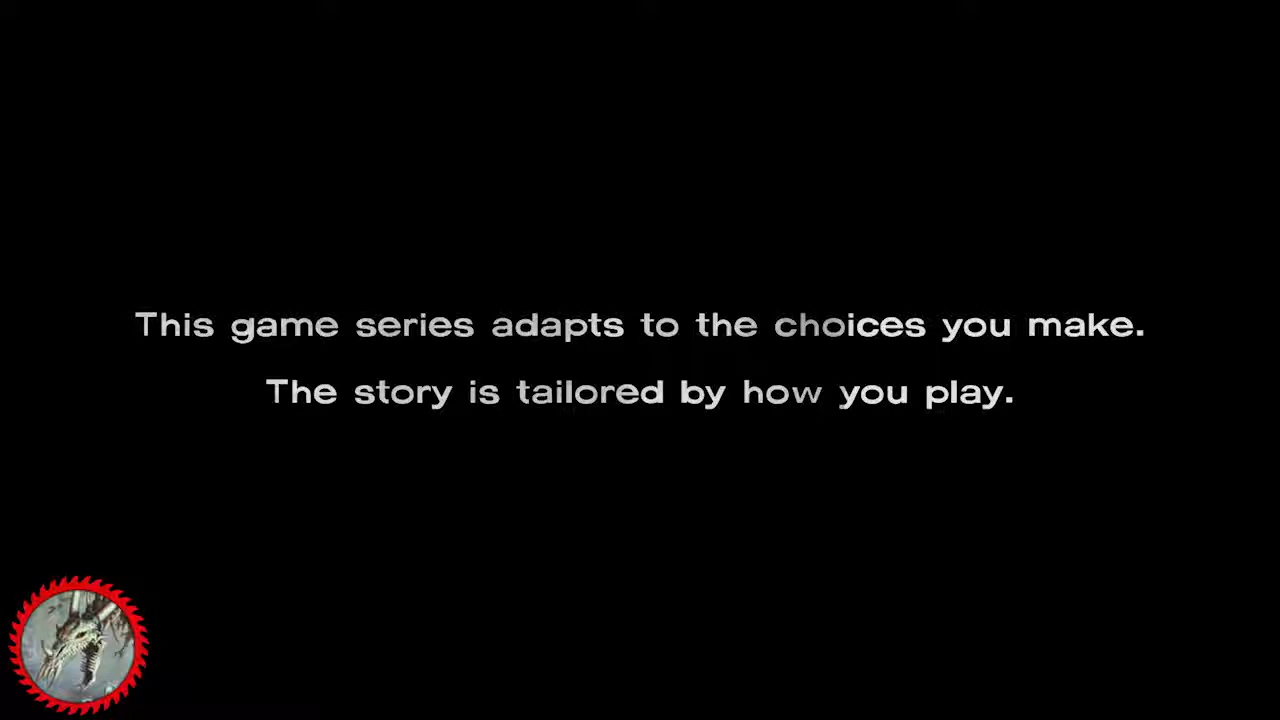 This game series adapts to the choices you make.
The story is tailored by how you play.